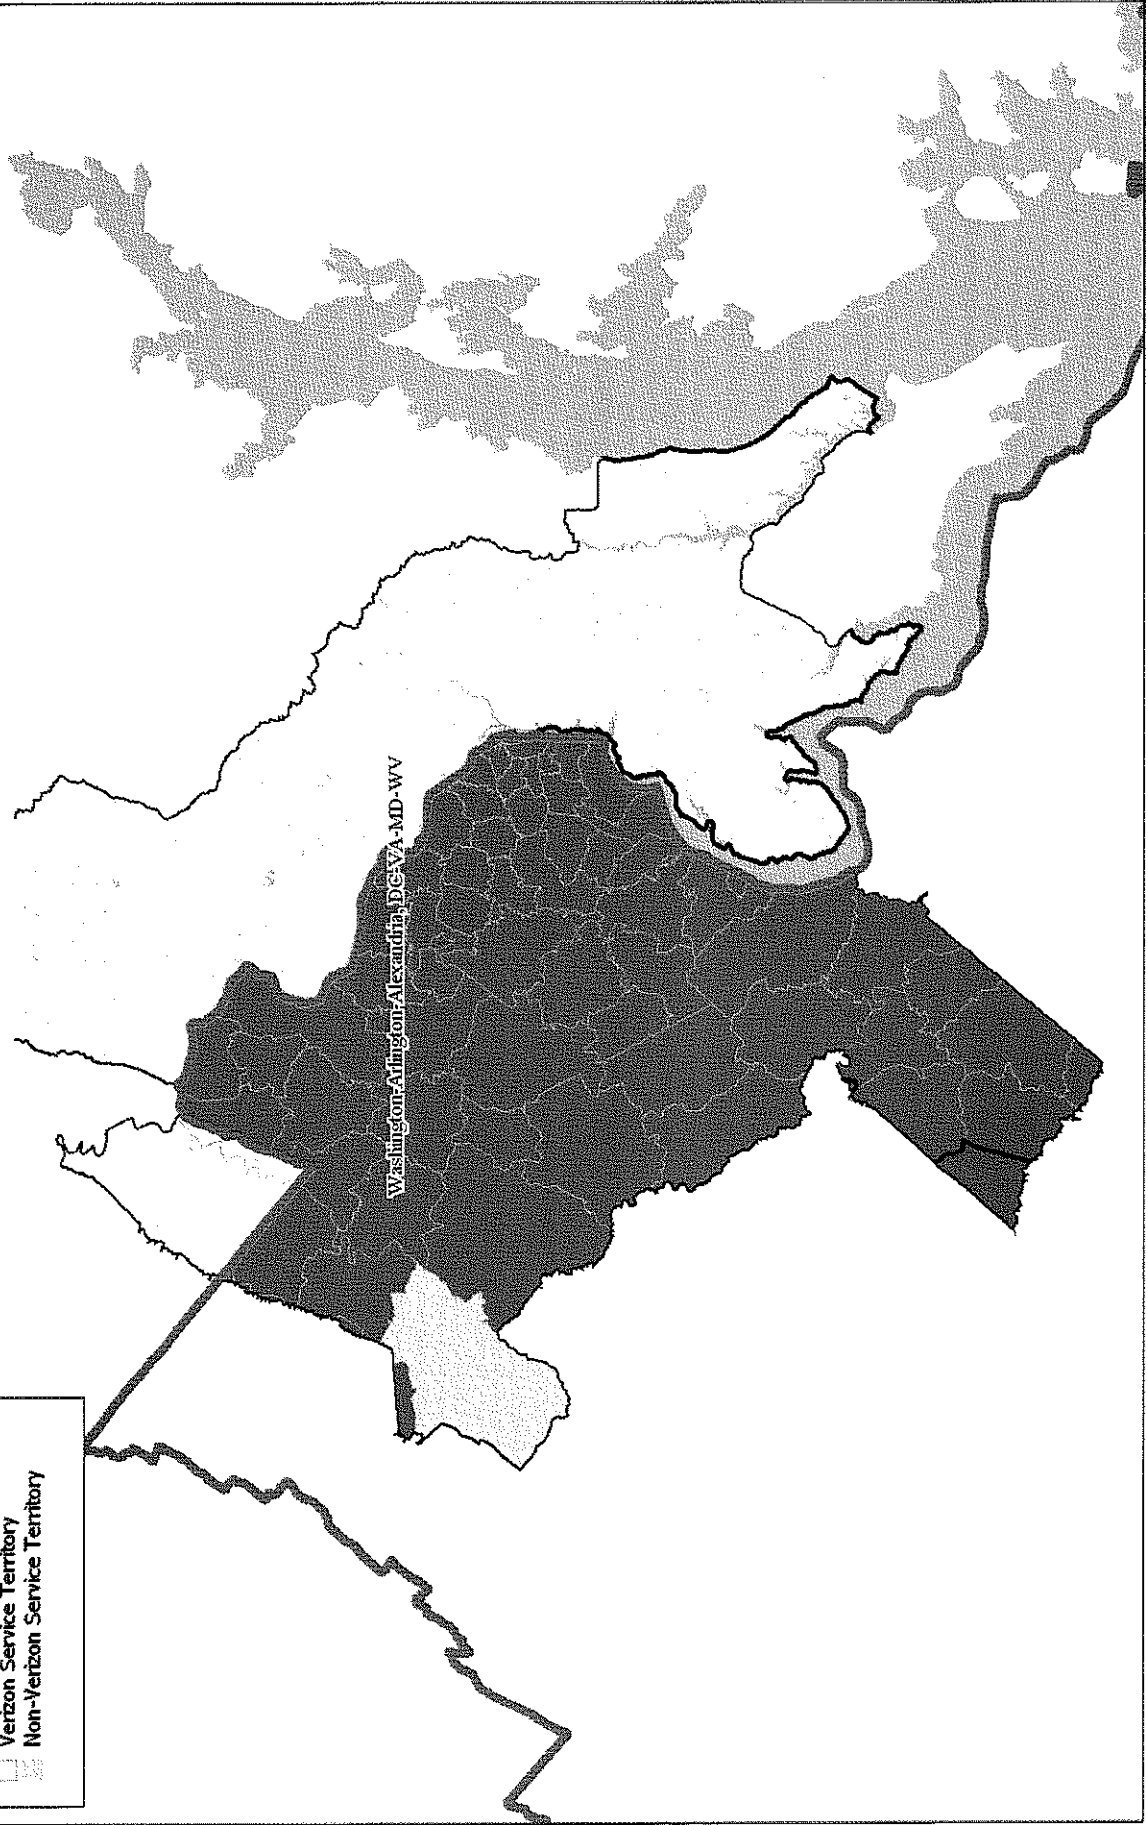 Verizon Service Territory
Non-Verizon Service Territory
Washington-Arlington-Alexandria, DC-VA-MD-WV